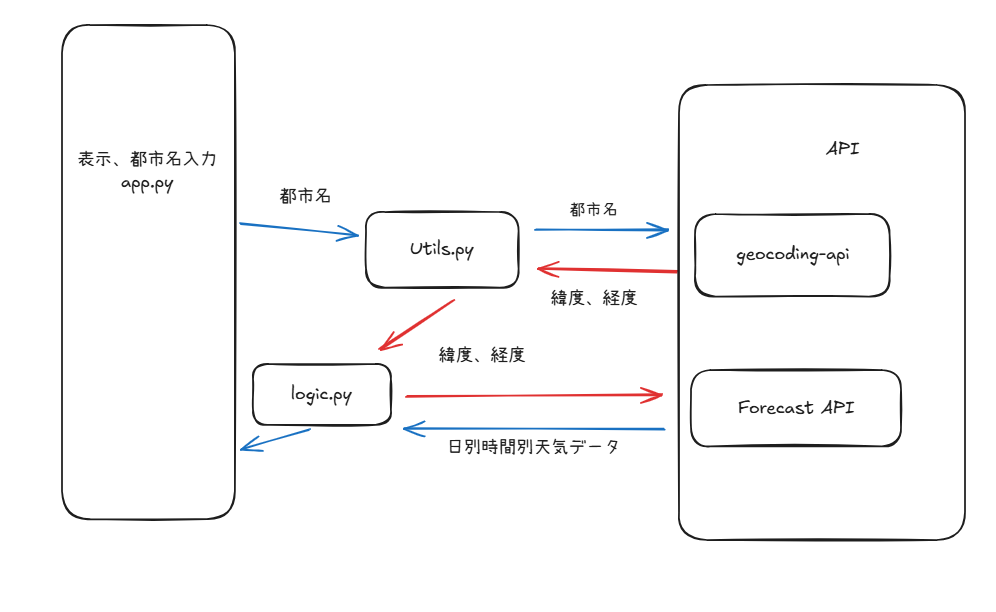 表示、都市名入力
app.py
都市名
Utils.py
都市名
API
geocoding-api
緯度、経度
緯度、経度
logic.py
Forecast API
日別時間別天気データ